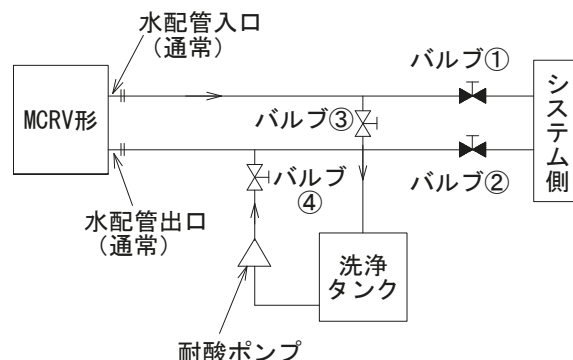 水配管入口
（通常）
バルブ①
MCRV形
バルブ③
システム側
バルブ②
バルブ
④
水配管出口
（通常）
洗浄
タンク
耐酸ポンプ